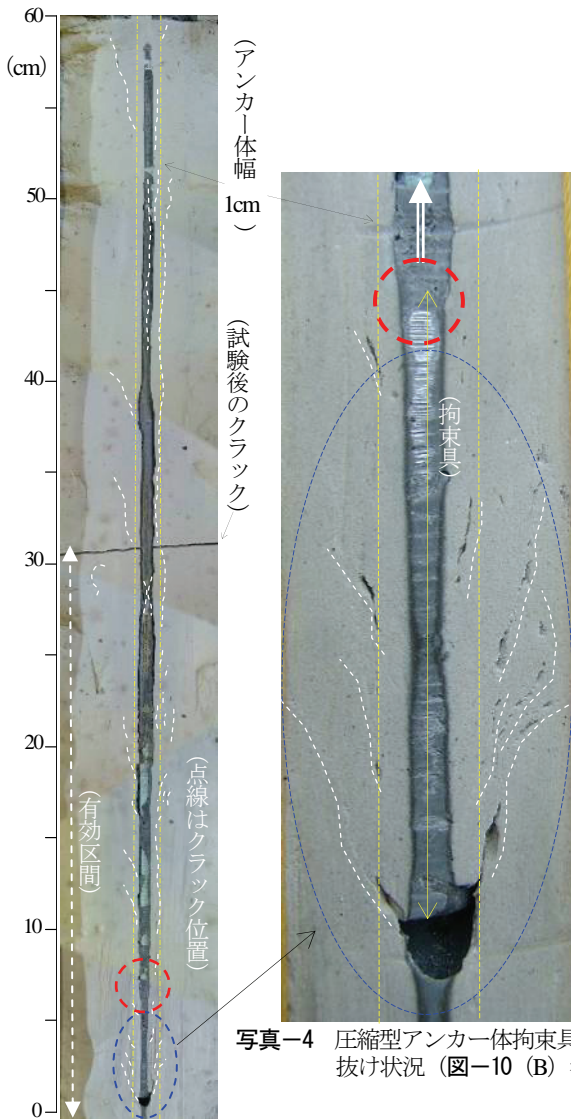 60
(cm)
50
40
30
20
10
0
(アンカー体幅
1cm
)
(試験後のクラック)
(有効区間)
(点線はクラック位置)
(拘束具)
写真－4 圧縮型アンカー体拘束具
抜け状況(図－10(B)